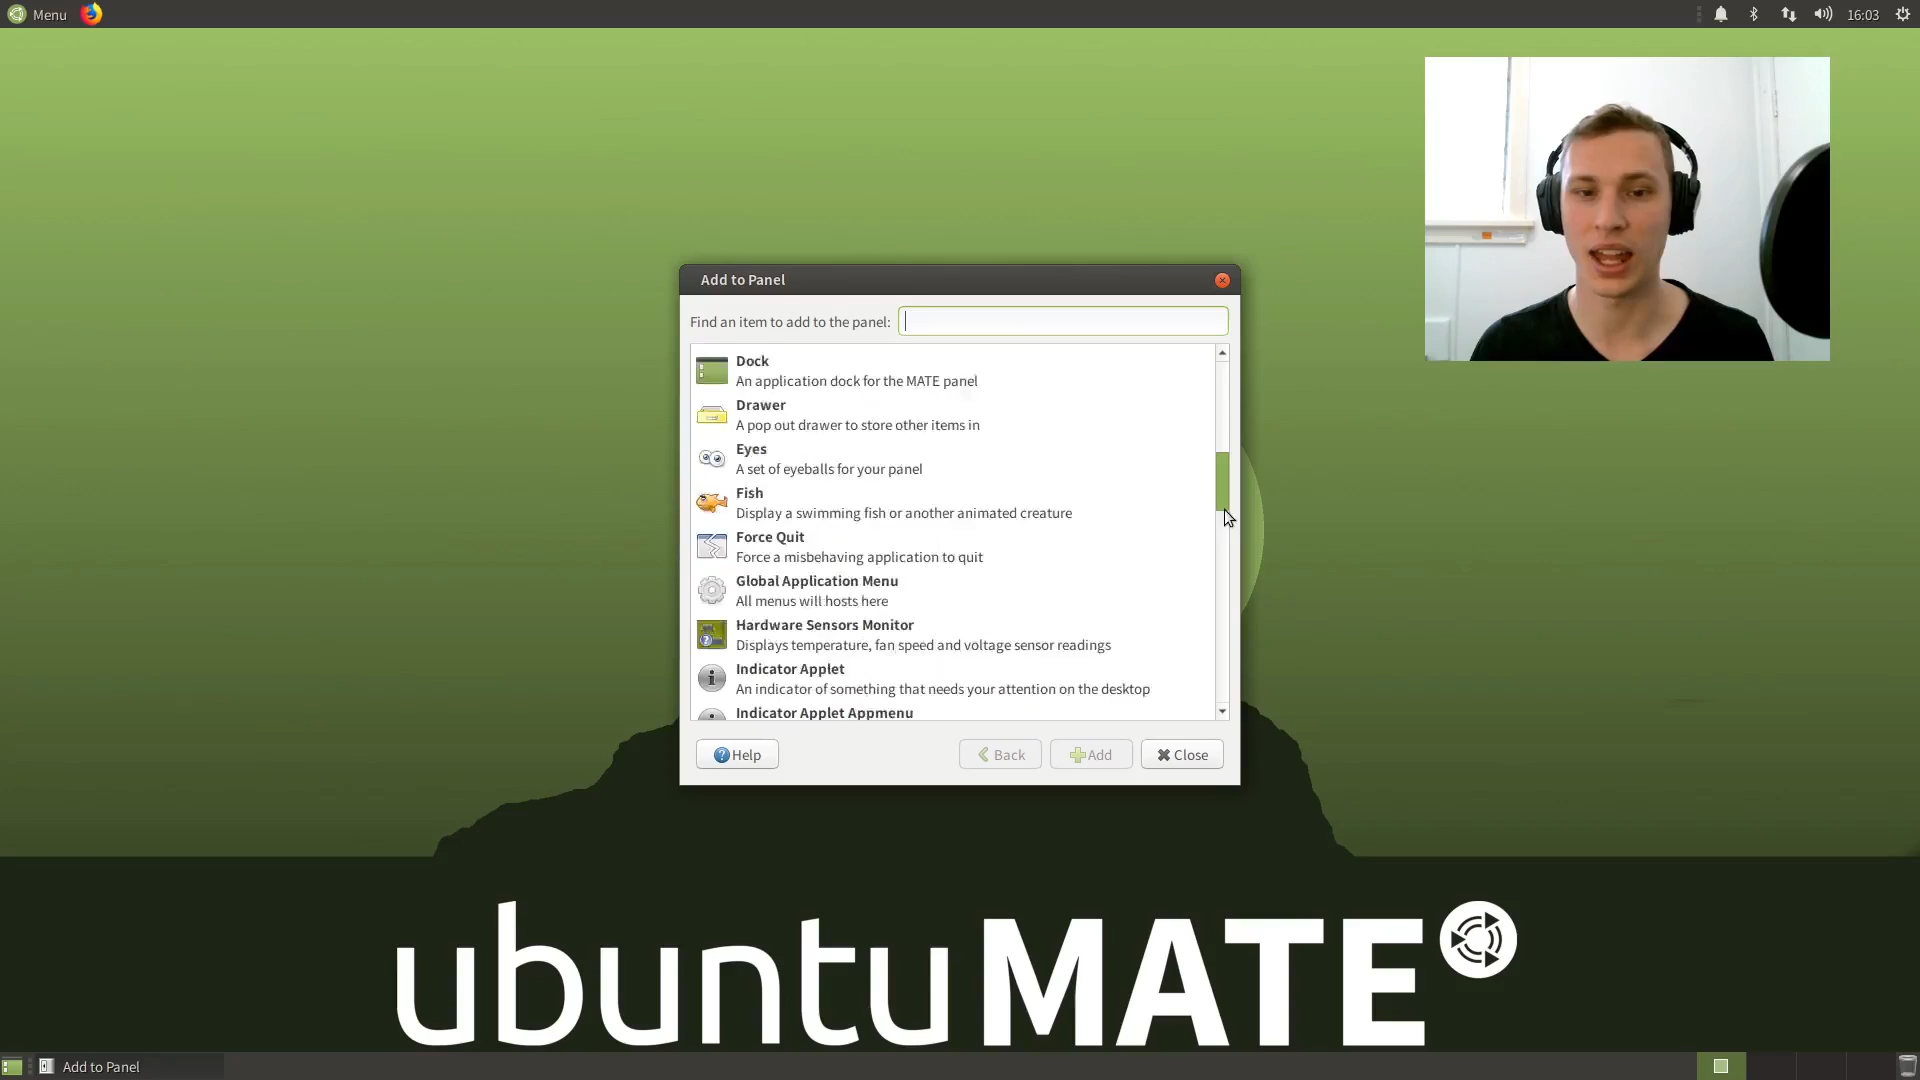 Menu
16:03
Add to Panel
Find an item to add to the panel:
Dock
An application dock for the MATE panel
Drawer
A pop out drawer to store other items in
Eyes
A set of eyeballs for your panel
Fish
Display a swimming fish or another animated creature
Force Quit
Force a misbehaving application to quit
Global Application Menu
All menus will hosts here
Hardware Sensors Monitor
Displays temperature, fan speed and voltage sensor readings
Indicator Applet
An indicator of something that needs your attention on the desktop
Indicator Applet Appmenu
Help
Back
Add
Close
ubuntu MATE
Add to Panel